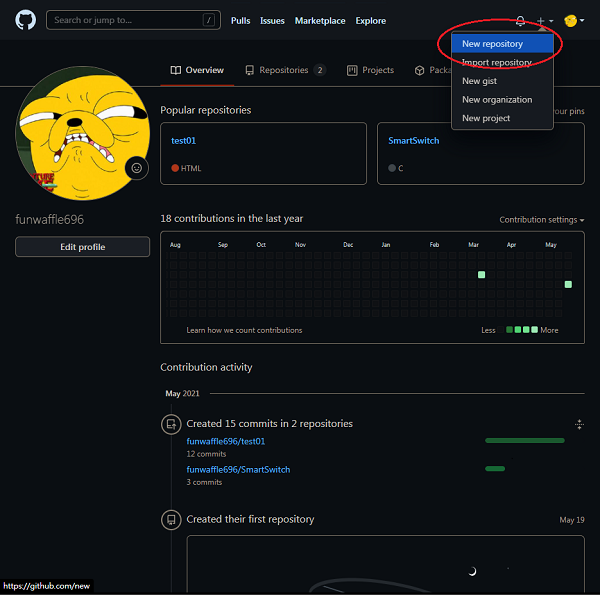 Search or jump to... /
Pulls Issues Marketplace Explore
New repository
Import repository
New gist
New organization
New project
Overview Repositories 2 Projects
Popular repositories
your pins
test01
HTML
SmartSwitch
C
funwaffle696
Edit profile
18 contributions in the last year
Contribution settings
Aug Sep Oct Nov Dec Jan Feb Mar Apr May
Learn how we count contributions
Less More
Contribution activity
May 2021
Created 15 commits in 2 repositories
funwaffle696/test01
12 commits
funwaffle696/SmartSwitch
3 commits
Created their first repository
May 19
https://github.com/new